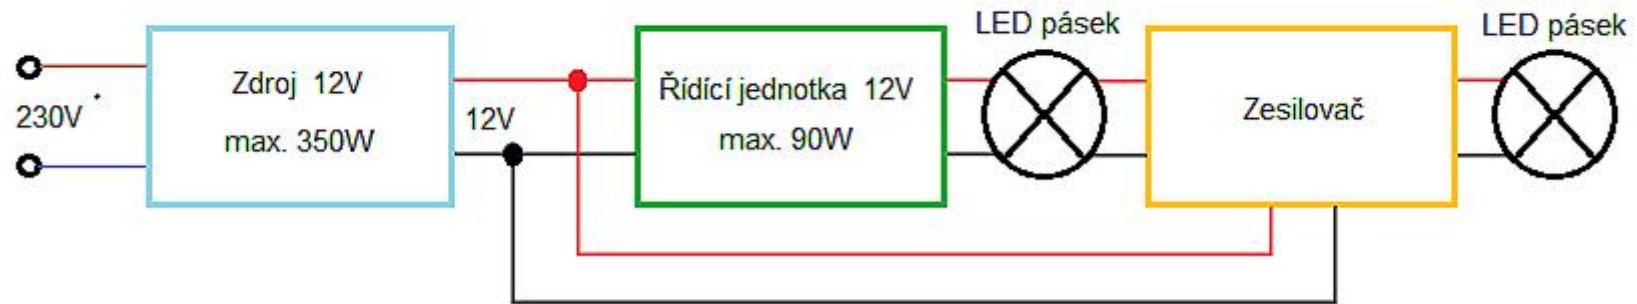 230V
Zdroj 12V
max. 350W
12V
Řídící jednotka 12V
max. 90W
LED pásek
Zesilovač
LED pásek